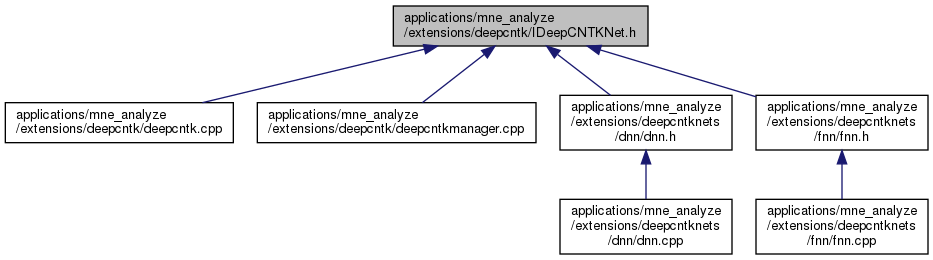 applications/mne_analyze
/extensions/deepcntk/IDeepCNTKNet.h
applications/mne_analyze
/extensions/deepcntk/deepcntk.cpp
applications/mne_analyze
/extensions/deepcntk/deepcntkmanager.cpp
applications/mne_analyze
/extensions/deepcntknets
/dnn/dnn.h
applications/mne_analyze
/extensions/deepcntknets
/fnn/fnn.h
applications/mne_analyze
/extensions/deepcntknets
/dnn/dnn.cpp
applications/mne_analyze
/extensions/deepcntknets
/fnn/fnn.cpp